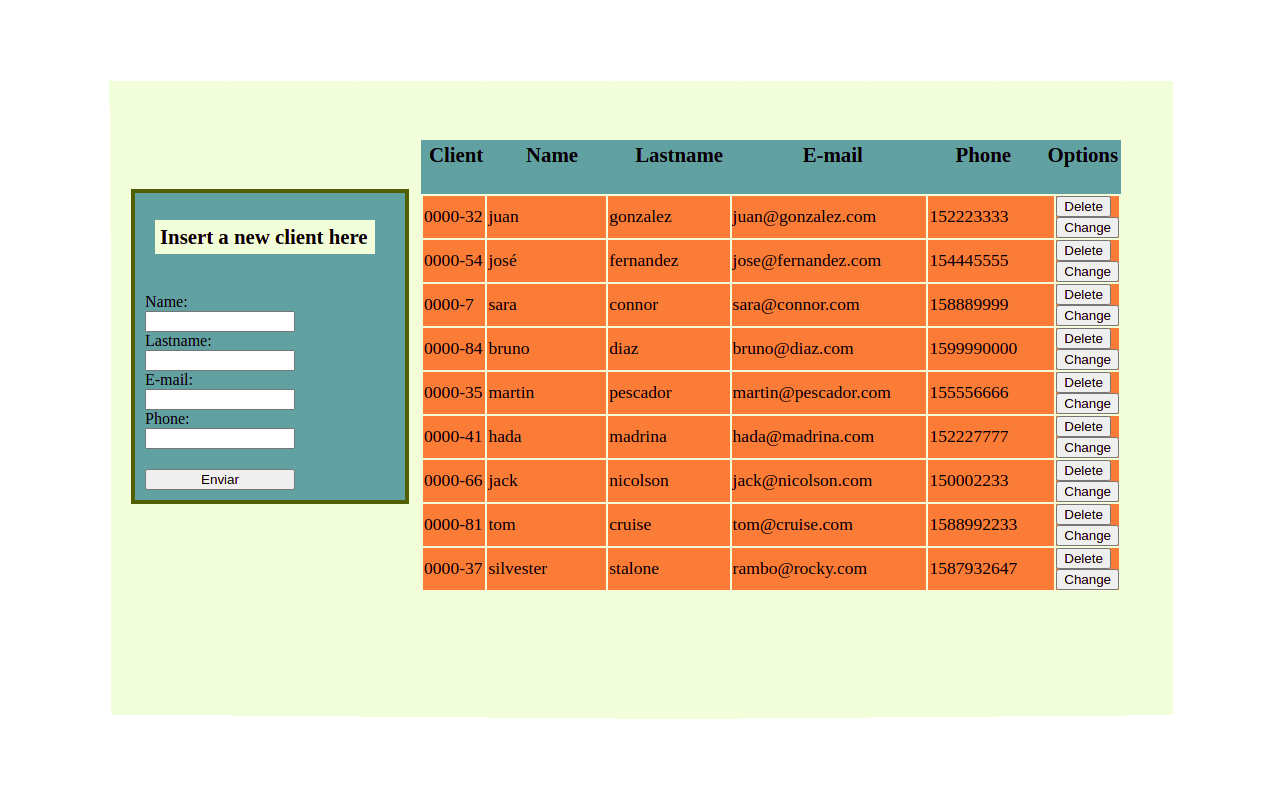 Insert a new client here
Name:
Lastname:
E-mail:
Phone:
Enviar
Client Name Lastname E-mail Phone Options
0000-32 juan gonzalez juan@gonzalez.com 152223333 Delete
Change
0000-54 josé fernandez jose@fernandez.com 154445555 Delete
Change
0000-7 sara connor sara@connor.com 158889999 Delete
Change
0000-84 bruno diaz bruno@diaz.com 1599990000 Delete
Change
0000-35 martin pescador martin@pescador.com 155556666 Delete
Change
0000-41 hada madrina hada@madrina.com 152227777 Delete
Change
0000-66 jack nicolson jack@nicolson.com 150002233 Delete
Change
0000-81 tom cruise tom@cruise.com 1588992233 Delete
Change
0000-37 silvester stalone rambo@rocky.com 1587932647 Delete
Change